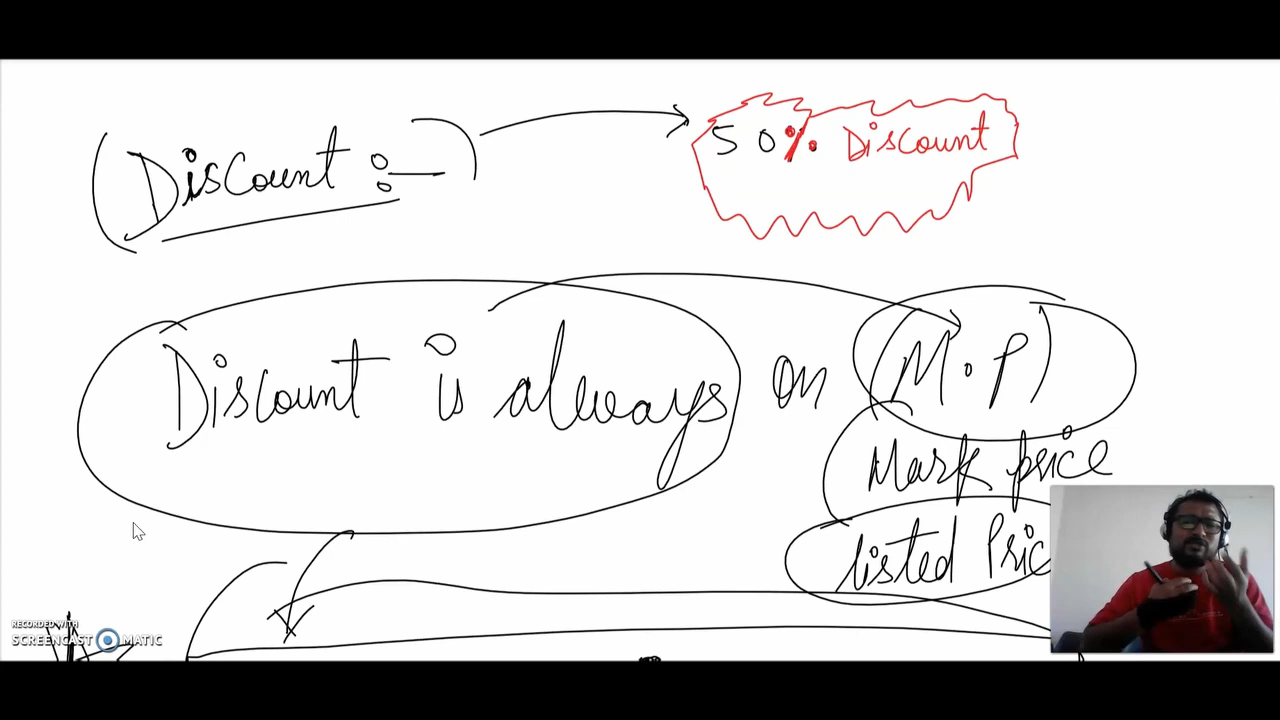 (Discount :— )
50% Discount
Discount is always on (M.P)
Mark price
listed Pric
RECORDED WITH
SCREENCAST MATIC